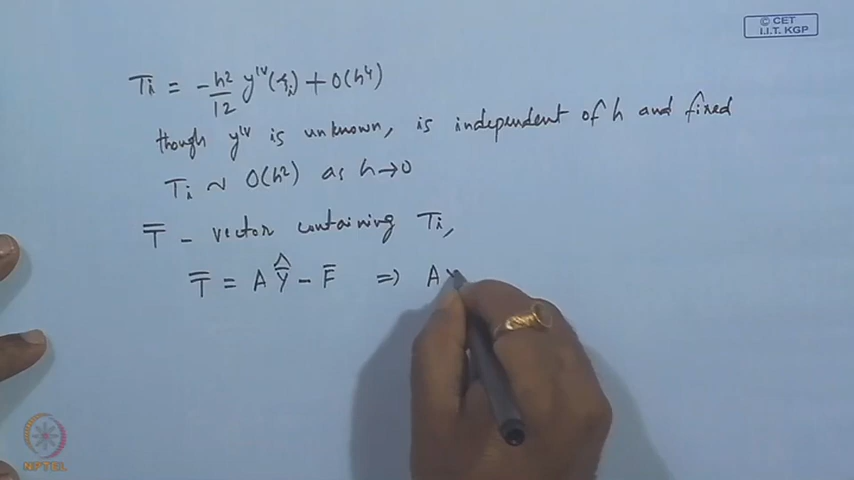 © CET
I.I.T. KGP
Tᵢ = -h²/12 yⁱᵛ(ξᵢ) + O(h⁴)
though yⁱᵛ is unknown, is independent of h and fixed
Tᵢ ~ O(h²) as h→0
T̄ - vector containing Tᵢ,
T̄ = A Ȳ̂ - F̄ ⇒ A
NPTEL